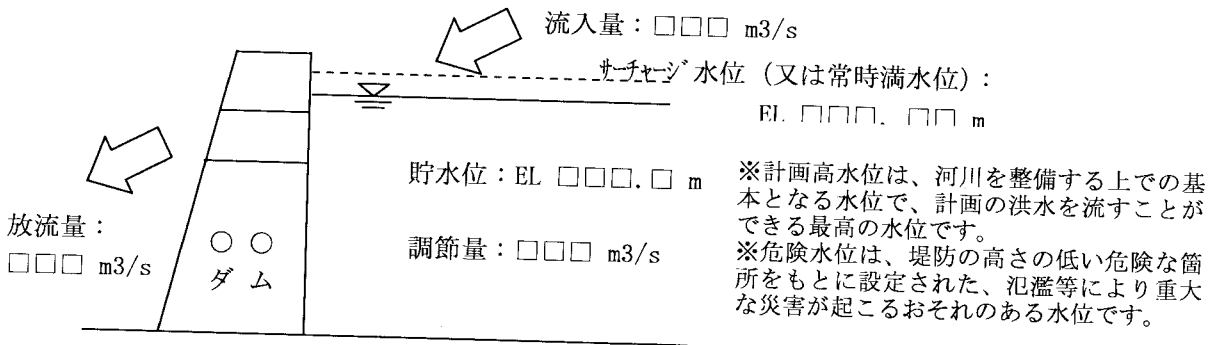 流入量：□□□ m3/s
サーチャージ水位（又は常時満水位）：
EL □□□. □□ m
貯水位：EL □□□.□ m
※計画高水位は、河川を整備する上での基
本となる水位で、計画の洪水を流すことが
できる最高の水位です。
※危険水位は、堤防の高さの低い危険な箇
所をもとに設定された、氾濫等により重大
な災害が起こるおそれのある水位です。
放流量：
□□□ m3/s
調節量：□□□ m3/s
○○
ダム